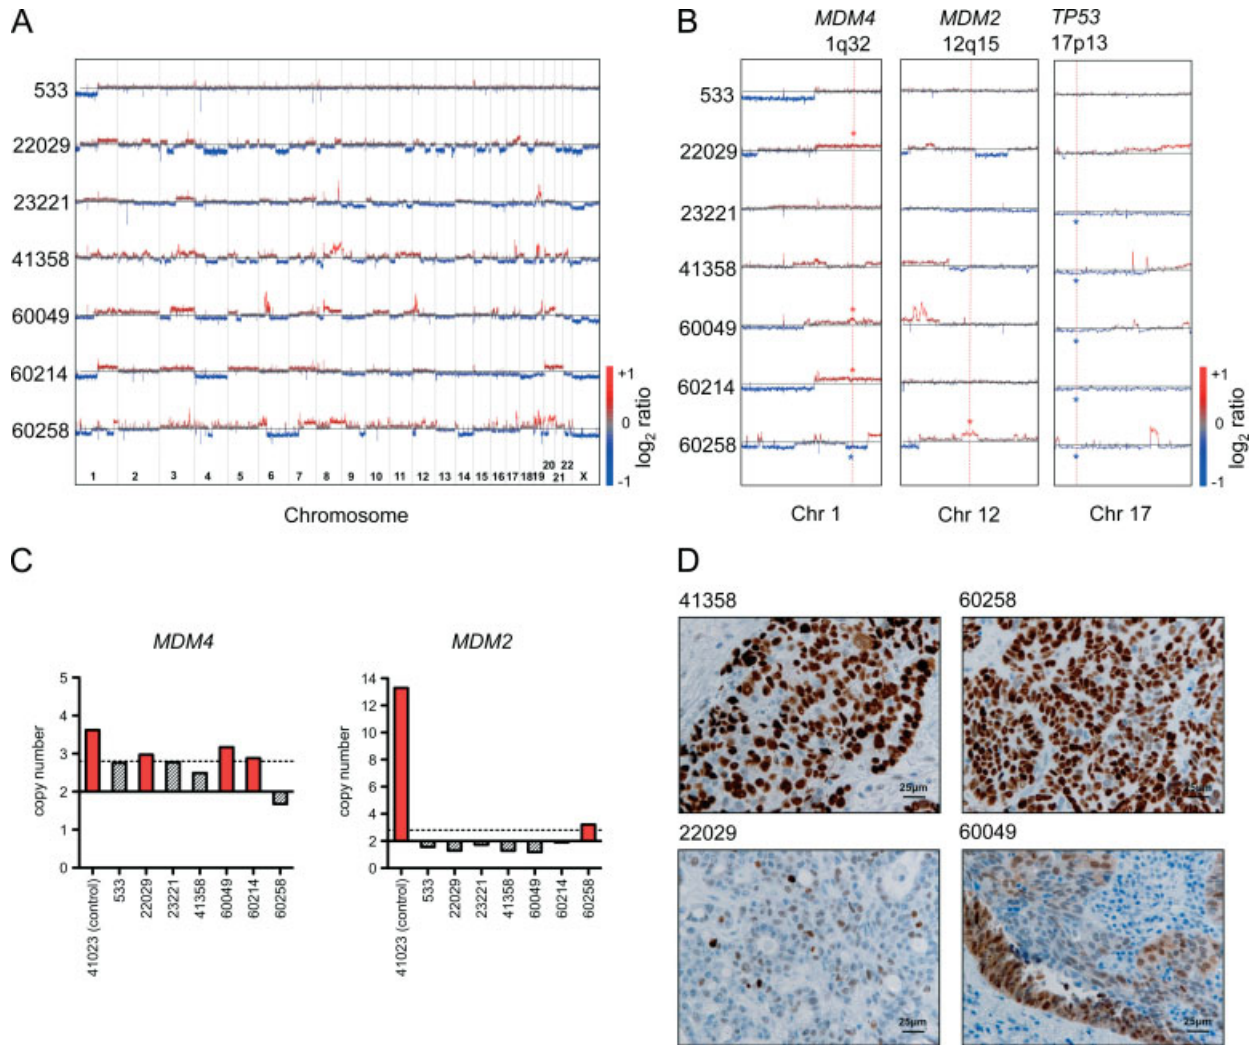 A
533
22029
23221
41358
60049
60214
60258
1 2 3 4 5 6 7 8 9 10 11 12 13 14 15 16 17 18 19 20 21 22 X
Chromosome
+1
0
-1
log2 ratio
B
MDM4 MDM2 TP53
1q32 12q15 17p13
533
22029
23221
41358
60049
60214
60258
Chr 1 Chr 12 Chr 17
+1
0
-1
log2 ratio
C
MDM4
copy number
5
4
3
2
1
0
41023 (control)
533
22029
23221
41358
60049
60214
60258
MDM2
copy number
14
12
10
8
6
4
2
0
41023 (control)
533
22029
23221
41358
60049
60214
60258
D
41358 60258
25µm 25µm
22029 60049
25µm 25µm